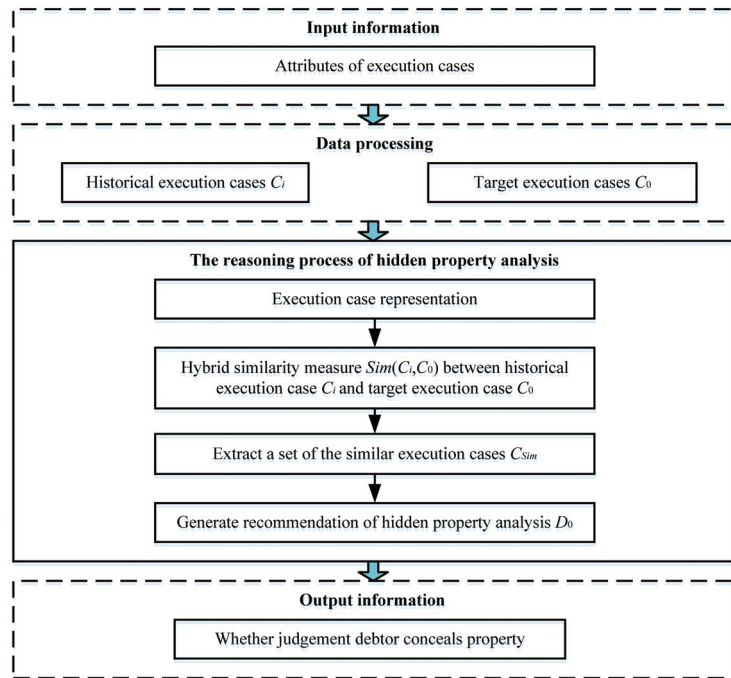 Input information
Attributes of execution cases
Data processing
Historical execution cases Cᵢ
Target execution cases C₀
The reasoning process of hidden property analysis
Execution case representation
Hybrid similarity measure Sim(Cᵢ,C₀) between historical
execution case Cᵢ and target execution case C₀
Extract a set of the similar execution cases C_Sim
Generate recommendation of hidden property analysis D₀
Output information
Whether judgement debtor conceals property